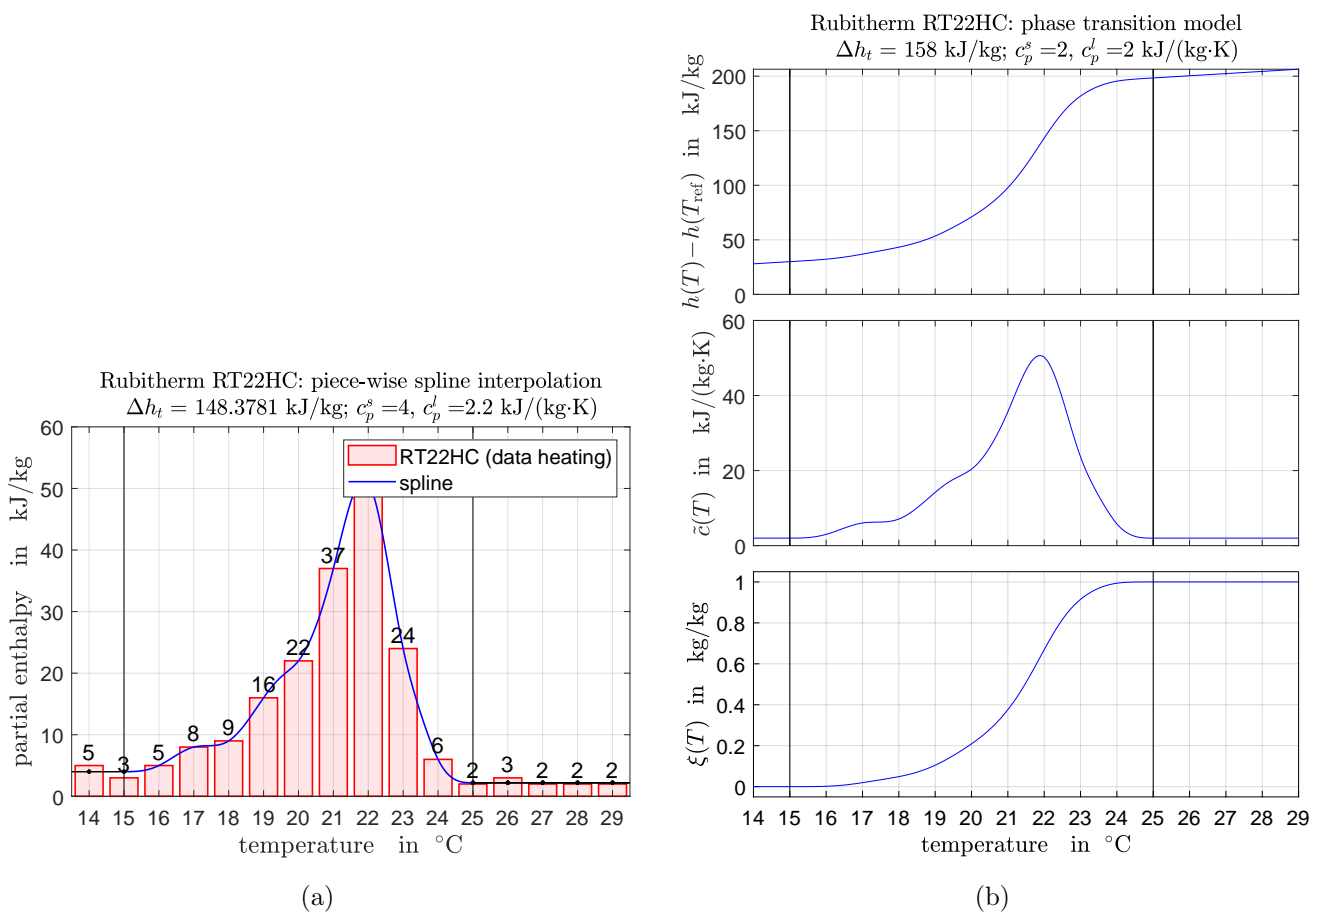 Rubitherm RT22HC: piece-wise spline interpolation
Δh_t = 148.3781 kJ/kg; c_p^s =4, c_p^l =2.2 kJ/(kg·K)
60
50
40
30
20
10
0
partial enthalpy in kJ/kg
RT22HC (data heating)
spline
5
3
5
8
9
16
22
37
24
6
2
3
2
2
2
14 15 16 17 18 19 20 21 22 23 24 25 26 27 28 29
temperature in °C
(a)
Rubitherm RT22HC: phase transition model
Δh_t = 158 kJ/kg; c_p^s =2, c_p^l =2 kJ/(kg·K)
200
150
100
50
0
h(T)−h(T_ref) in kJ/kg
60
40
20
0
c̃(T) in kJ/(kg·K)
1
0.8
0.6
0.4
0.2
0
ξ(T) in kg/kg
14 15 16 17 18 19 20 21 22 23 24 25 26 27 28 29
temperature in °C
(b)